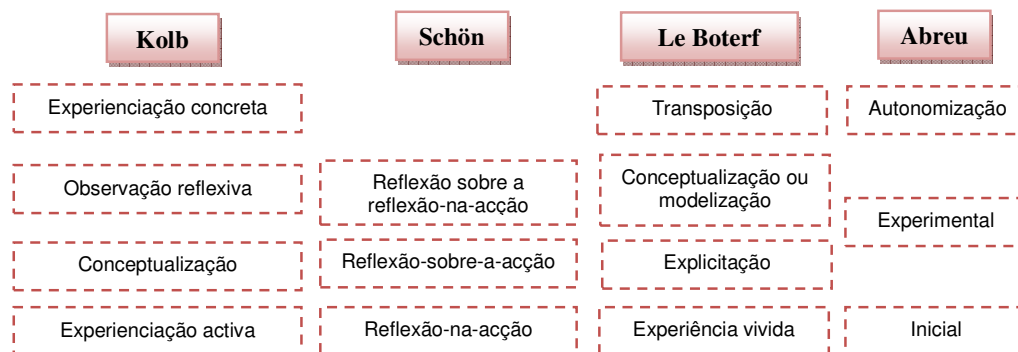 Kolb
Schön
Le Boterf
Abreu
Experienciação concreta
Transposição
Autonomização
Observação reflexiva
Reflexão sobre a
reflexão-na-acção
Conceptualização ou
modelização
Experimental
Conceptualização
Reflexão-sobre-a-acção
Explicitação
Experienciação activa
Reflexão-na-acção
Experiência vivida
Inicial